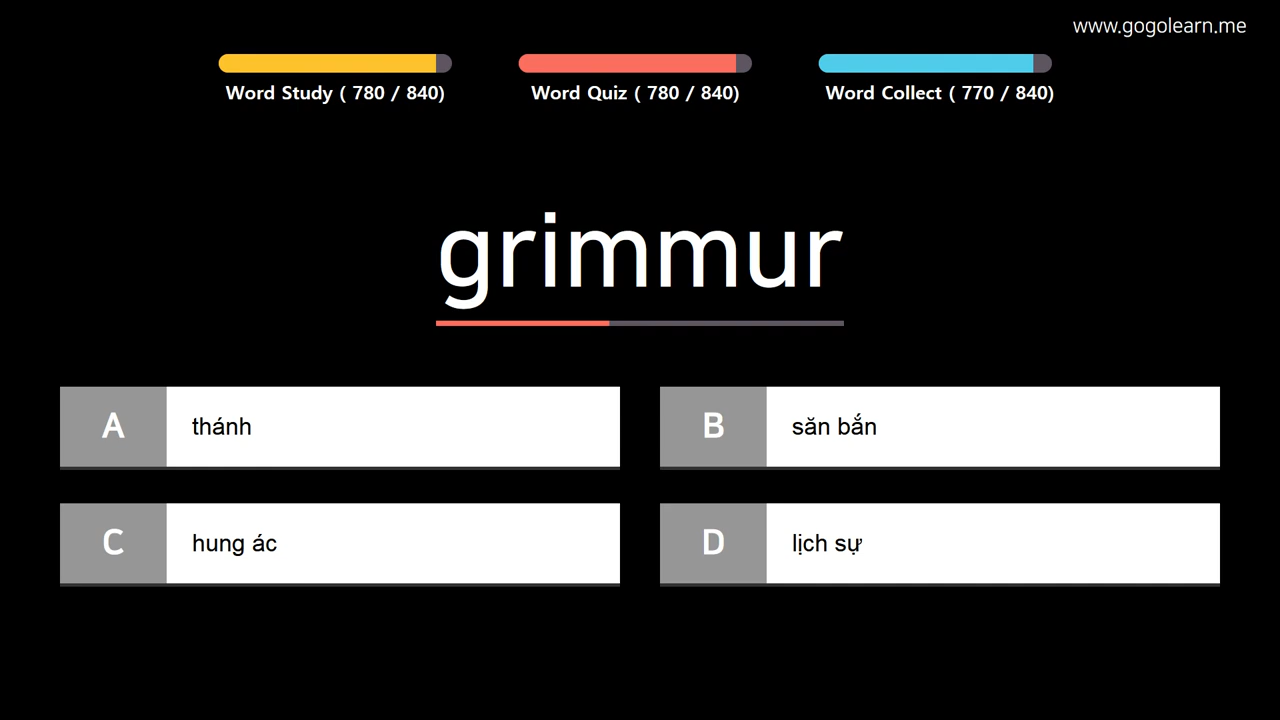 www.gogolearn.me
Word Study ( 780 / 840)
Word Quiz ( 780 / 840)
Word Collect ( 770 / 840)
grimmur
A thánh
B săn bắn
C hung ác
D lịch sự